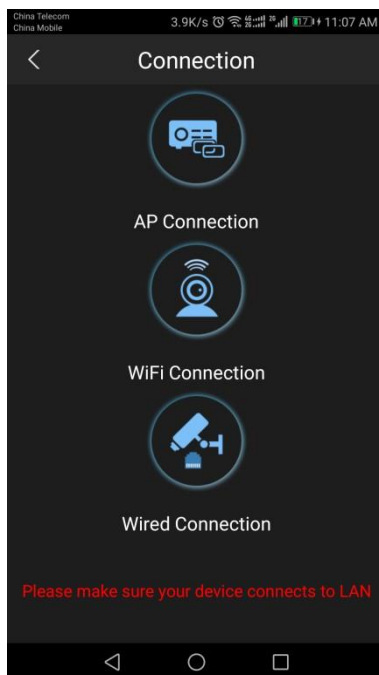 China Telecom
China Mobile
3.9K/s 17 11:07 AM
Connection
AP Connection
WiFi Connection
Wired Connection
Please make sure your device connects to LAN